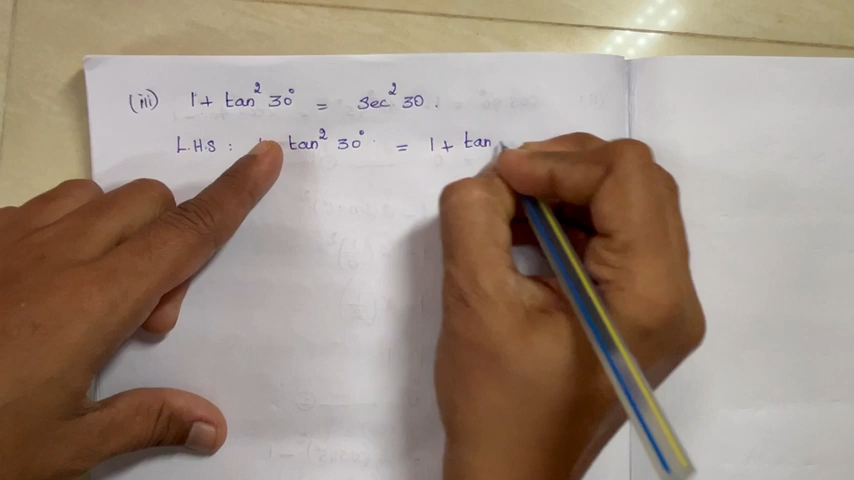 (iii) 1 + tan² 30° = Sec² 30.
L.H.S : tan² 30° = 1 + tan